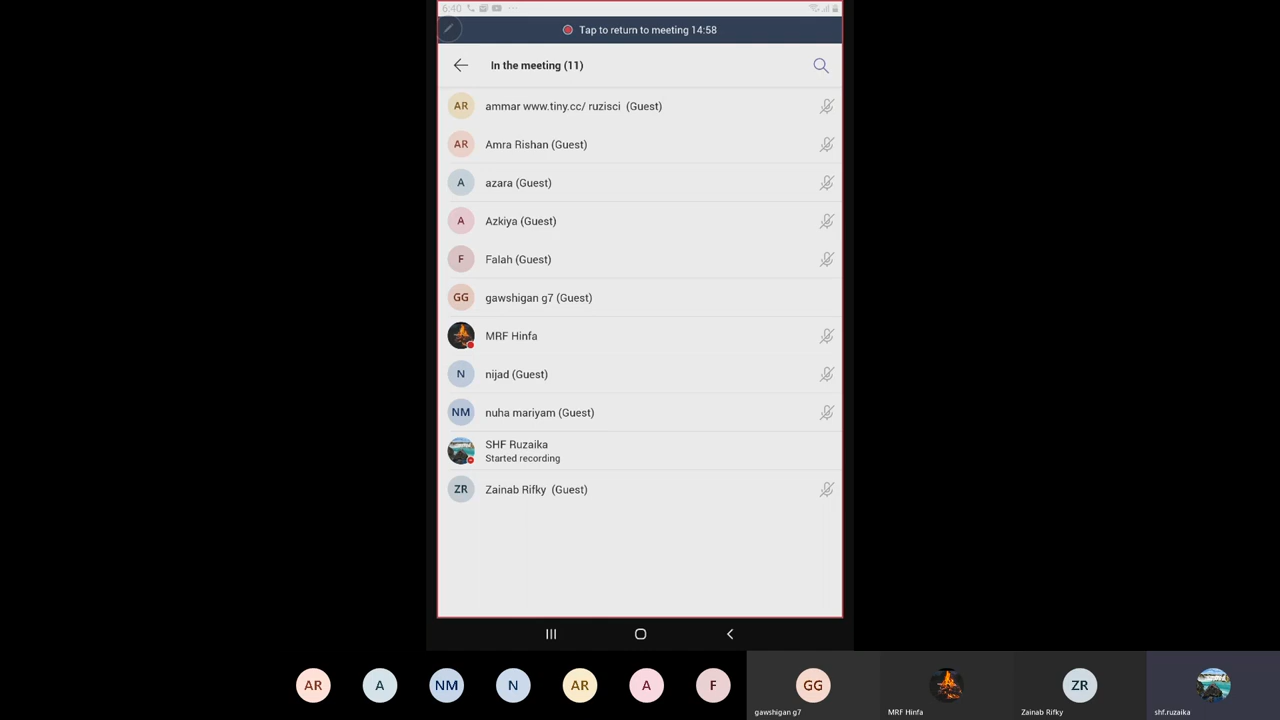 6:40
Tap to return to meeting 14:58
In the meeting (11)
AR ammar www.tiny.cc/ ruzisci (Guest)
AR Amra Rishan (Guest)
A azara (Guest)
A Azkiya (Guest)
F Falah (Guest)
GG gawshigan g7 (Guest)
MRF Hinfa
N nijad (Guest)
NM nuha mariyam (Guest)
SHF Ruzaika
Started recording
ZR Zainab Rifky (Guest)
AR A NM N AR A F GG ZR
gawshigan g7 MRF Hinfa Zainab Rifky shf.ruzaika